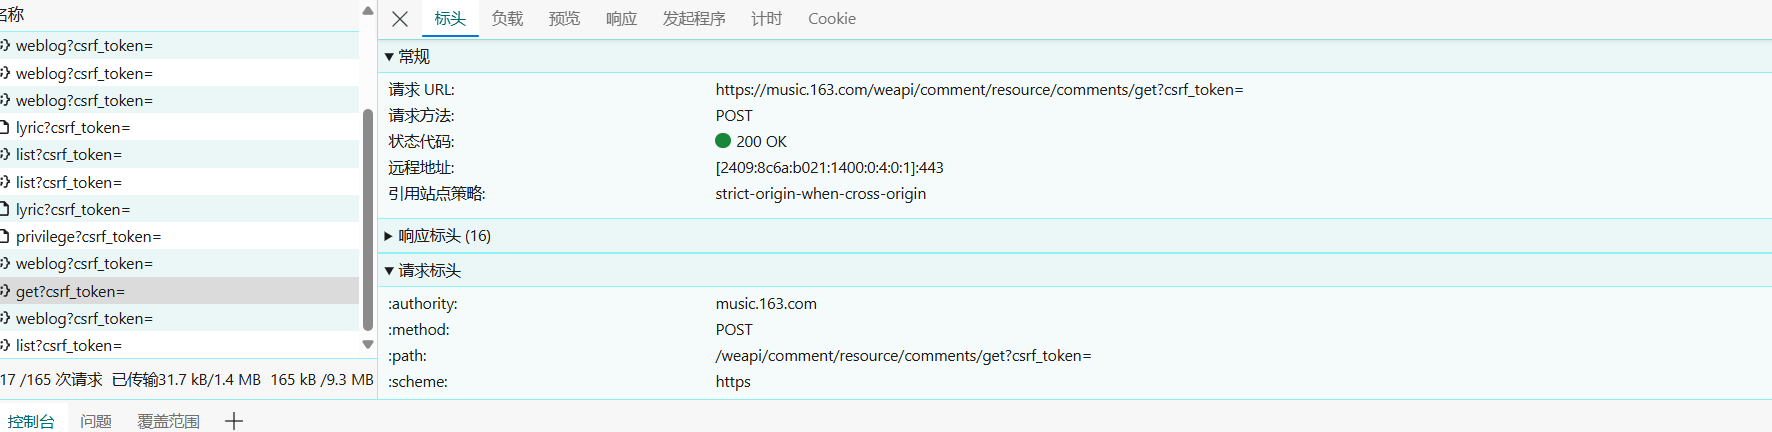 名称
weblog?csrf_token=
weblog?csrf_token=
weblog?csrf_token=
lyric?csrf_token=
list?csrf_token=
list?csrf_token=
lyric?csrf_token=
privilege?csrf_token=
weblog?csrf_token=
get?csrf_token=
weblog?csrf_token=
list?csrf_token=
17 /165 次请求 已传输31.7 kB/1.4 MB 165 kB /9.3 MB
标头 负载 预览 响应 发起程序 计时 Cookie
常规
请求 URL: https://music.163.com/weapi/comment/resource/comments/get?csrf_token=
请求方法: POST
状态代码: 200 OK
远程地址: [2409:8c6a:b021:1400:0:4:0:1]:443
引用站点策略: strict-origin-when-cross-origin
响应标头 (16)
请求标头
:authority: music.163.com
:method: POST
:path: /weapi/comment/resource/comments/get?csrf_token=
:scheme: https
控制台 问题 覆盖范围